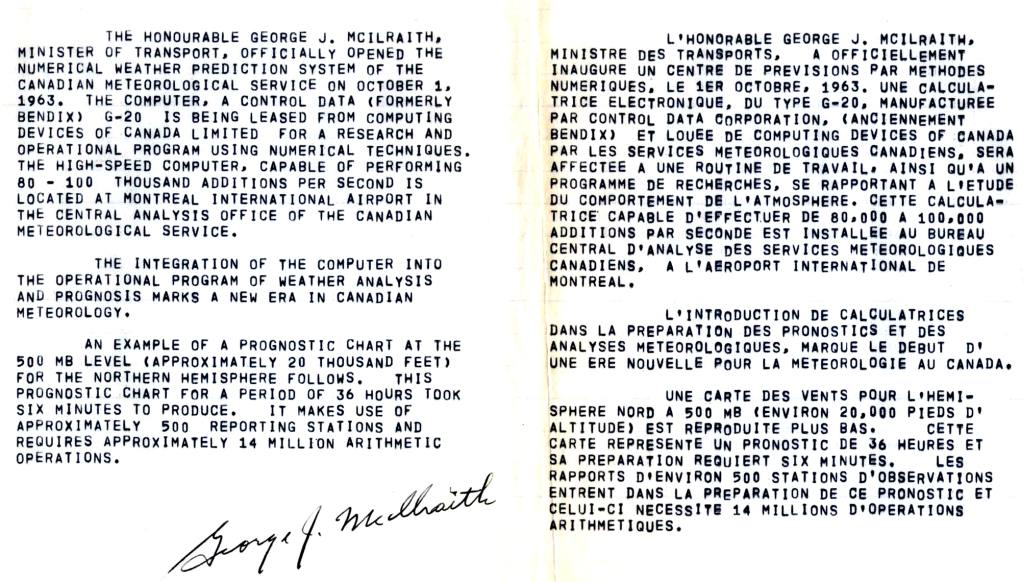 THE HONOURABLE GEORGE J. MCILRAITH,
MINISTER OF TRANSPORT, OFFICIALLY OPENED THE
NUMERICAL WEATHER PREDICTION SYSTEM OF THE
CANADIAN METEOROLOGICAL SERVICE ON OCTOBER 1,
1963. THE COMPUTER, A CONTROL DATA (FORMERLY
BENDIX) G-20 IS BEING LEASED FROM COMPUTING
DEVICES OF CANADA LIMITED FOR A RESEARCH AND
OPERATIONAL PROGRAM USING NUMERICAL TECHNIQUES.
THE HIGH-SPEED COMPUTER, CAPABLE OF PERFORMING
80 - 100 THOUSAND ADDITIONS PER SECOND IS
LOCATED AT MONTREAL INTERNATIONAL AIRPORT IN
THE CENTRAL ANALYSIS OFFICE OF THE CANADIAN
METEOROLOGICAL SERVICE.
THE INTEGRATION OF THE COMPUTER INTO
THE OPERATIONAL PROGRAM OF WEATHER ANALYSIS
AND PROGNOSIS MARKS A NEW ERA IN CANADIAN
METEOROLOGY.
AN EXAMPLE OF A PROGNOSTIC CHART AT THE
500 MB LEVEL (APPROXIMATELY 20 THOUSAND FEET)
FOR THE NORTHERN HEMISPHERE FOLLOWS. THIS
PROGNOSTIC CHART FOR A PERIOD OF 36 HOURS TOOK
SIX MINUTES TO PRODUCE. IT MAKES USE OF
APPROXIMATELY 500 REPORTING STATIONS AND
REQUIRES APPROXIMATELY 14 MILLION ARITHMETIC
OPERATIONS.
George J. McIlraith
L'HONORABLE GEORGE J. MCILRAITH,
MINISTRE DES TRANSPORTS, A OFFICIELLEMENT
INAUGURE UN CENTRE DE PREVISIONS PAR METHODES
NUMERIQUES, LE 1ER OCTOBRE, 1963. UNE CALCULA-
TRICE ELECTRONIQUE, DU TYPE G-20, MANUFACTUREE
PAR CONTROL DATA CORPORATION, (ANCIENNEMENT
BENDIX) ET LOUEE DE COMPUTING DEVICES OF CANADA
PAR LES SERVICES METEOROLOGIQUES CANADIENS, SERA
AFFECTEE A UNE ROUTINE DE TRAVAIL, AINSI QU'A UN
PROGRAMME DE RECHERCHES, SE RAPPORTANT A L'ETUDE
DU COMPORTEMENT DE L'ATMOSPHERE. CETTE CALCULA-
TRICE CAPABLE D'EFFECTUER DE 80,000 A 100,000
ADDITIONS PAR SECONDE EST INSTALLEE AU BUREAU
CENTRAL D'ANALYSE DES SERVICES METEOROLOGIQUES
CANADIENS, A L'AEROPORT INTERNATIONAL DE
MONTREAL.
L'INTRODUCTION DE CALCULATRICES
DANS LA PREPARATION DES PRONOSTICS ET DES
ANALYSES METEOROLOGIQUES, MARQUE LE DEBUT D'
UNE ERE NOUVELLE POUR LA METEOROLOGIE AU CANADA.
UNE CARTE DES VENTS POUR L'HEMI-
SPHERE NORD A 500 MB (ENVIRON 20,000 PIEDS D'
ALTITUDE) EST REPRODUITE PLUS BAS. CETTE
CARTE REPRESENTE UN PRONOSTIC DE 36 HEURES ET
SA PREPARATION REQUIERT SIX MINUTES. LES
RAPPORTS D'ENVIRON 500 STATIONS D'OBSERVATIONS
ENTRENT DANS LA PREPARATION DE CE PRONOSTIC ET
CELUI-CI NECESSITE 14 MILLIONS D'OPERATIONS
ARITHMETIQUES.